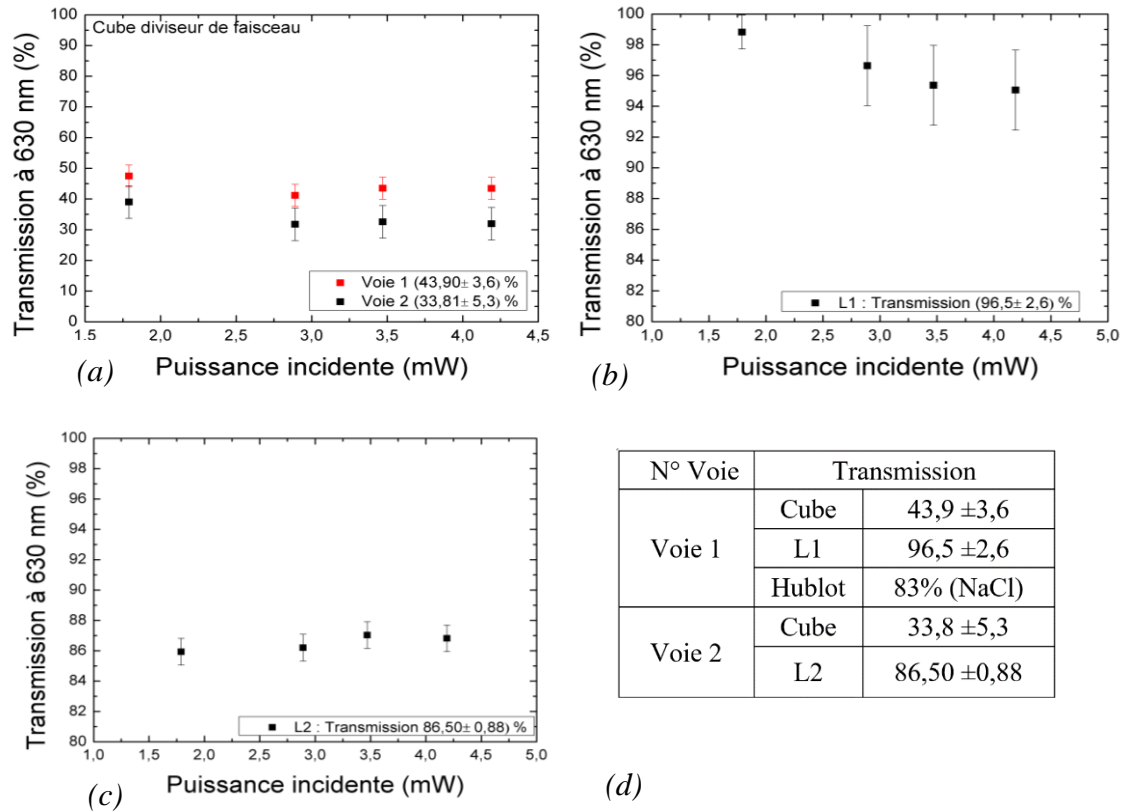 Cube diviseur de faisceau
Transmission à 630 nm (%)
100
90
80
70
60
50
40
30
20
10
0
Voie 1 (43,90± 3,6) %
Voie 2 (33,81± 5,3) %
1.5 2,0 2,5 3,0 3,5 4,0 4,5
(a) Puissance incidente (mW)
Transmission à 630 nm (%)
100
98
96
94
92
90
88
86
84
82
80
L1 : Transmission (96,5± 2,6) %
1,0 1,5 2,0 2,5 3,0 3,5 4,0 4,5 5,0
(b) Puissance incidente (mW)
Transmission à 630 nm (%)
100
98
96
94
92
90
88
86
84
82
80
L2 : Transmission 86,50± 0,88) %
1,0 1,5 2,0 2,5 3,0 3,5 4,0 4,5 5,0
(c) Puissance incidente (mW)
N° Voie Transmission
Voie 1
Cube 43,9 ±3,6
L1 96,5 ±2,6
Hublot 83% (NaCl)
Voie 2
Cube 33,8 ±5,3
L2 86,50 ±0,88
(d)